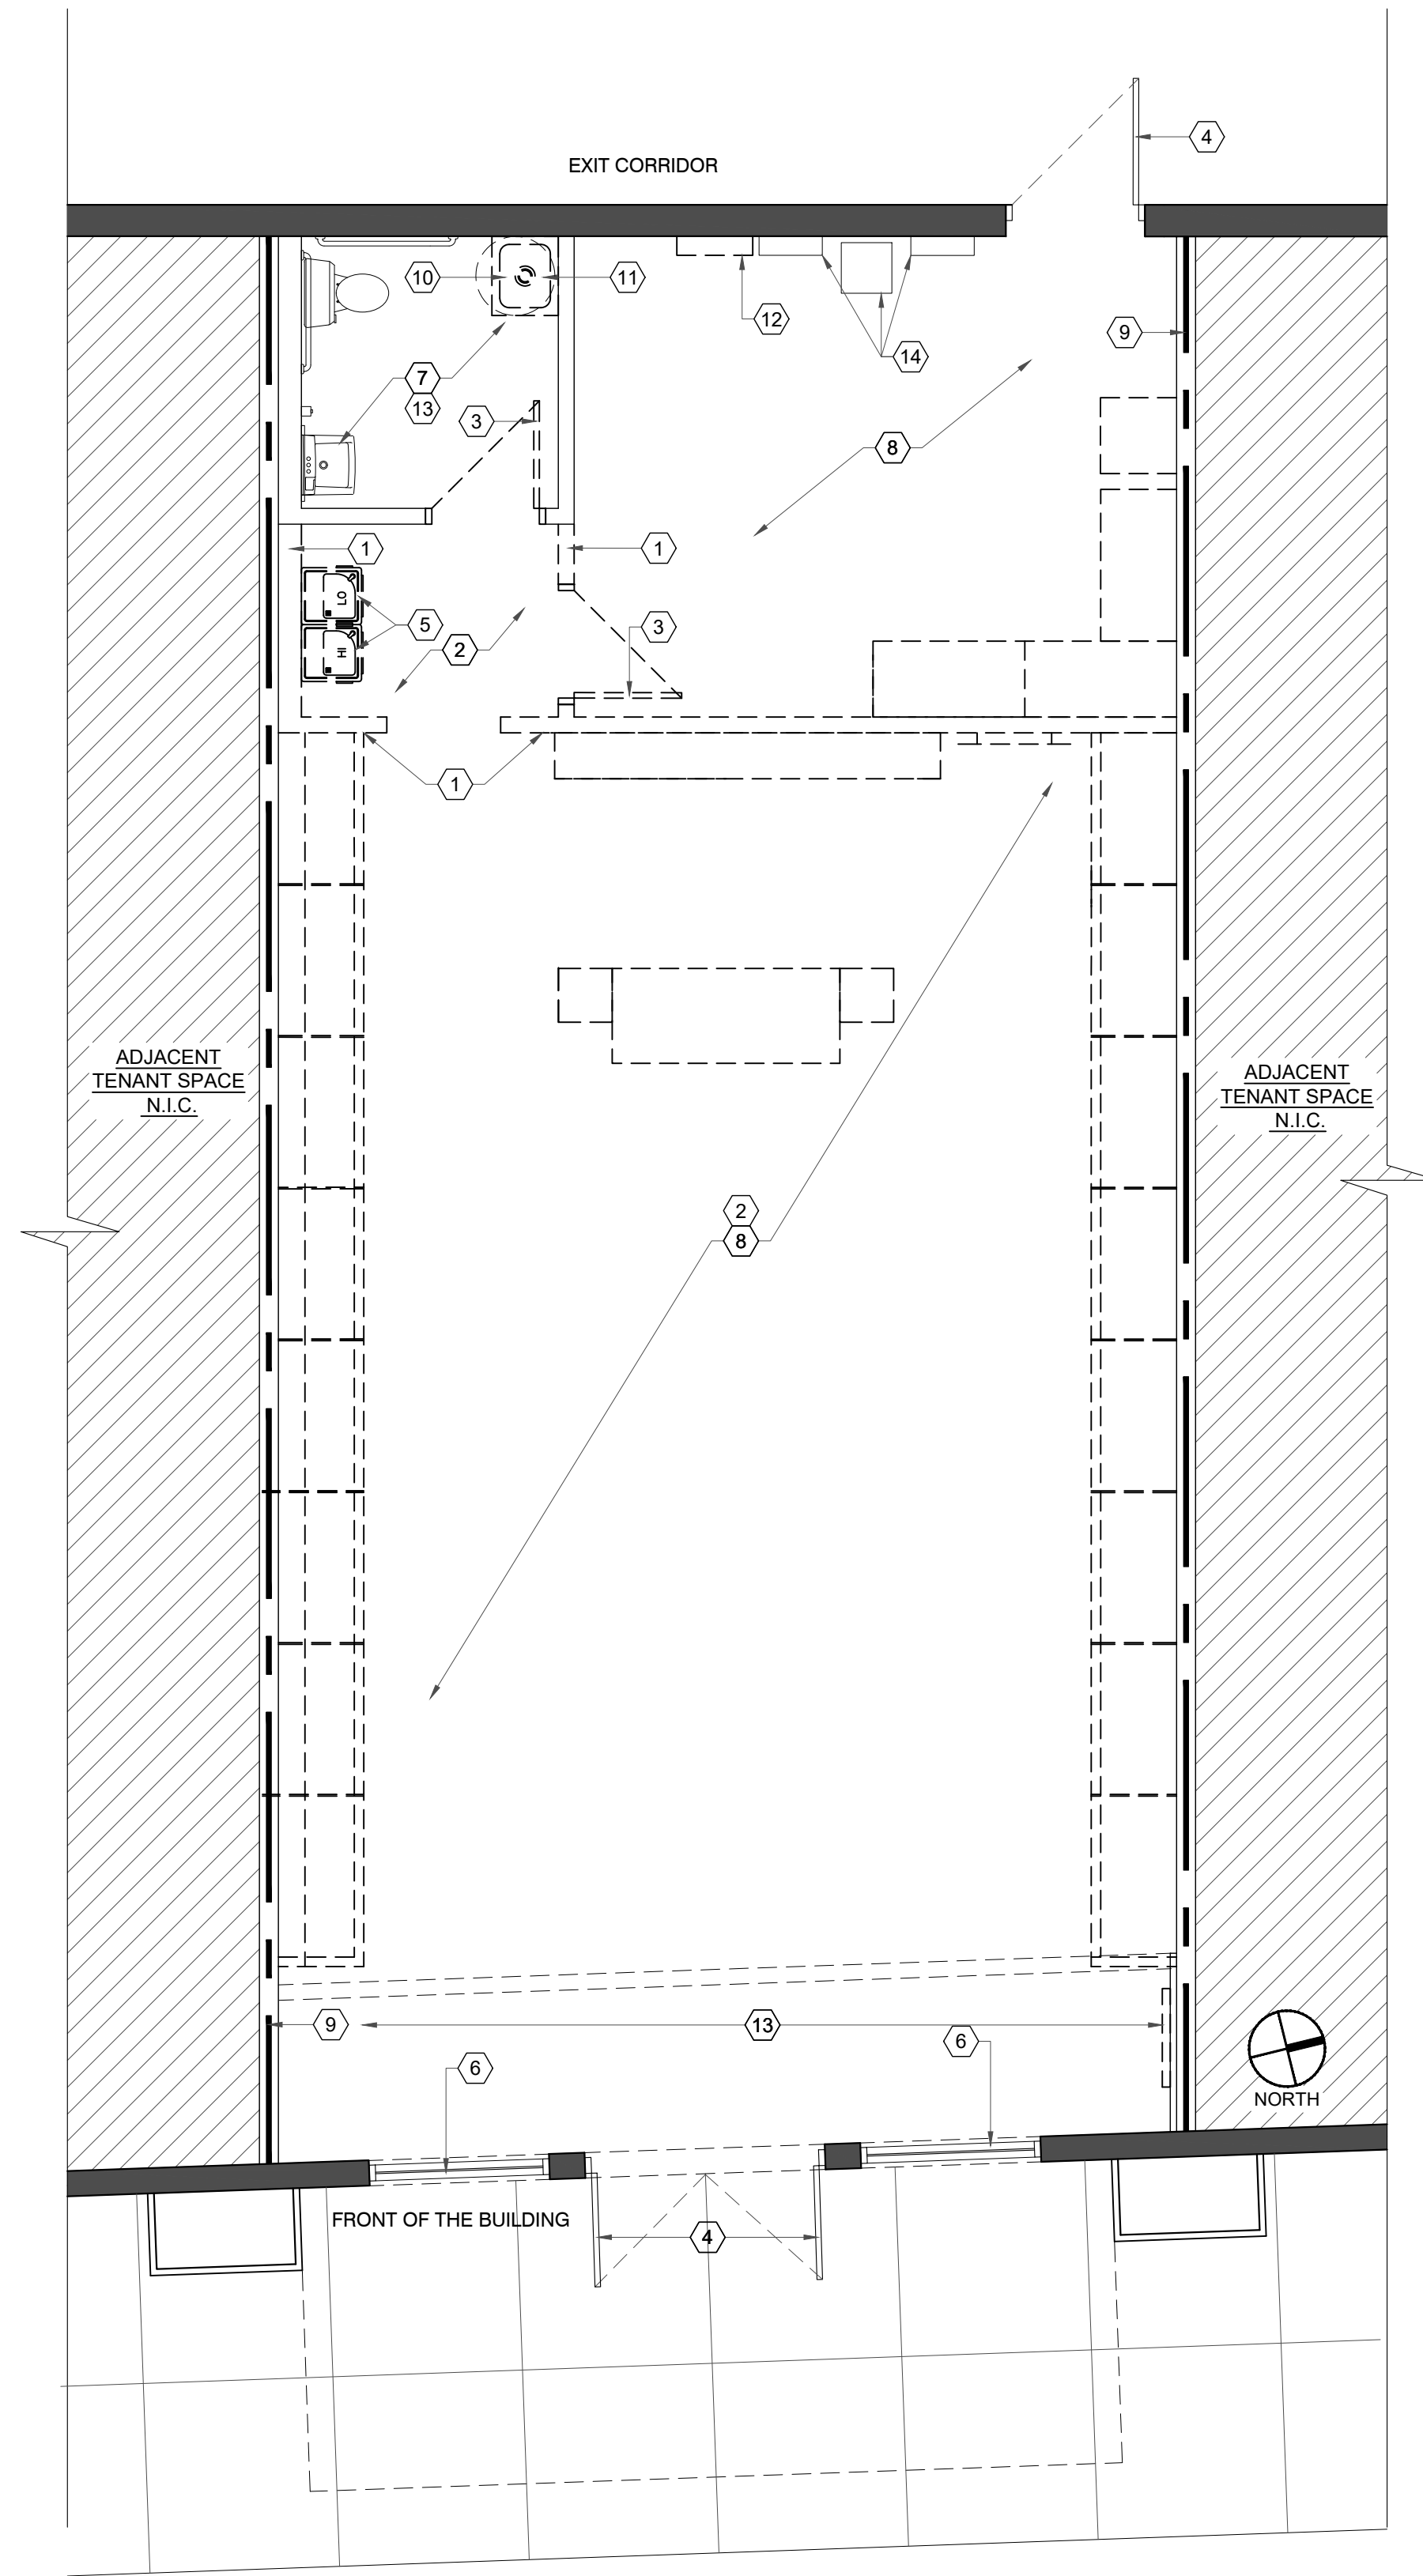 4
EXIT CORRIDOR
10
11
12
9
14
7
13
3
8
1
1
LO
5
HI
3
2
1
ADJACENT
TENANT SPACE
N.I.C.
ADJACENT
TENANT SPACE
N.I.C.
2
8
9
13
6
6
NORTH
FRONT OF THE BUILDING
4